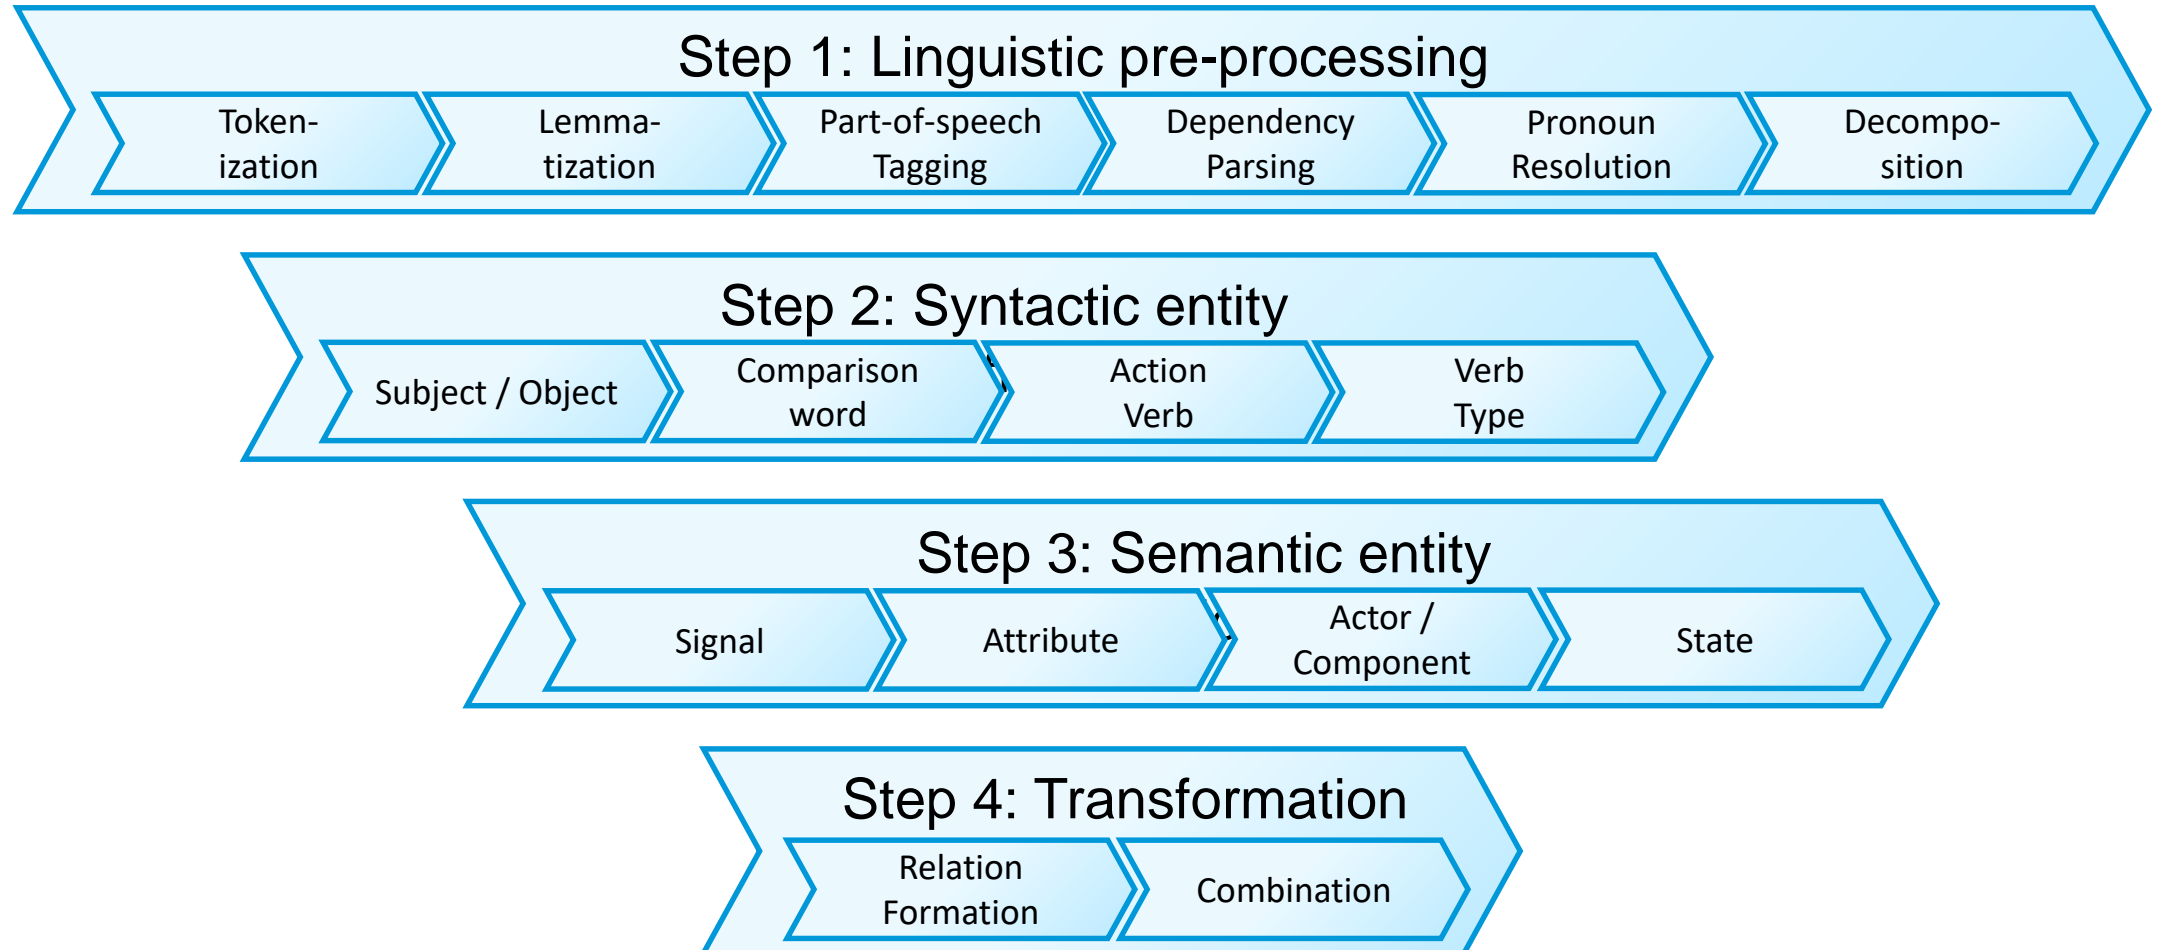 Step 1: Linguistic pre-processing
Token-
ization
Lemma-
tization
Part-of-speech
Tagging
Dependency
Parsing
Pronoun
Resolution
Decompo-
sition
Step 2: Syntactic entity
Subject / Object
Comparison
word
Action
Verb
Verb
Type
Step 3: Semantic entity
Signal
Attribute
Actor /
Component
State
Step 4: Transformation
Relation
Formation
Combination